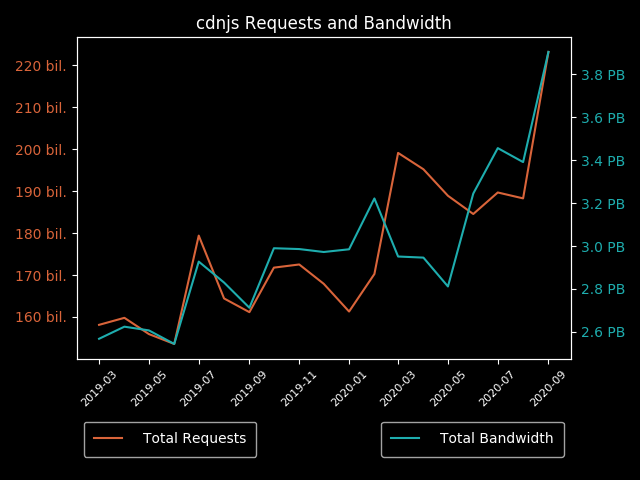 cdnjs Requests and Bandwidth
220 bil.
210 bil.
200 bil.
190 bil.
180 bil.
170 bil.
160 bil.
3.8 PB
3.6 PB
3.4 PB
3.2 PB
3.0 PB
2.8 PB
2.6 PB
2019-03
2019-05
2019-07
2019-09
2019-11
2020-01
2020-03
2020-05
2020-07
2020-09
Total Requests
Total Bandwidth